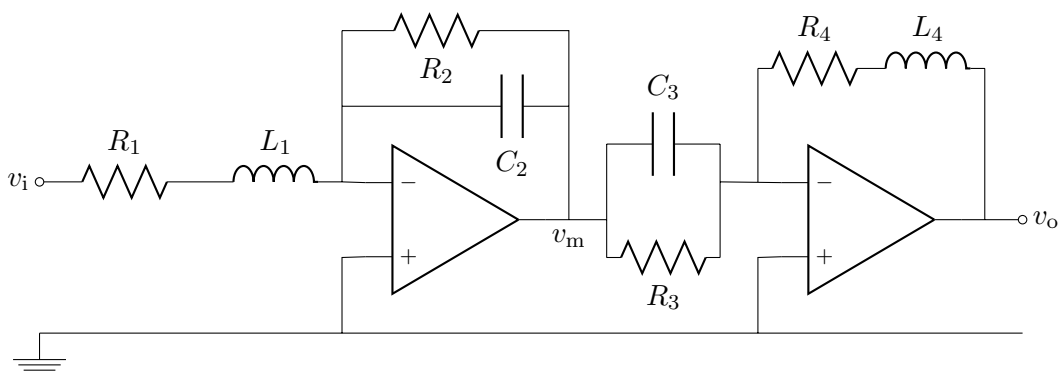 R₄ L₄
R₂
C₃
R₁ L₁
C₂
vᵢ − − vₒ
vₘ
+ +
R₃